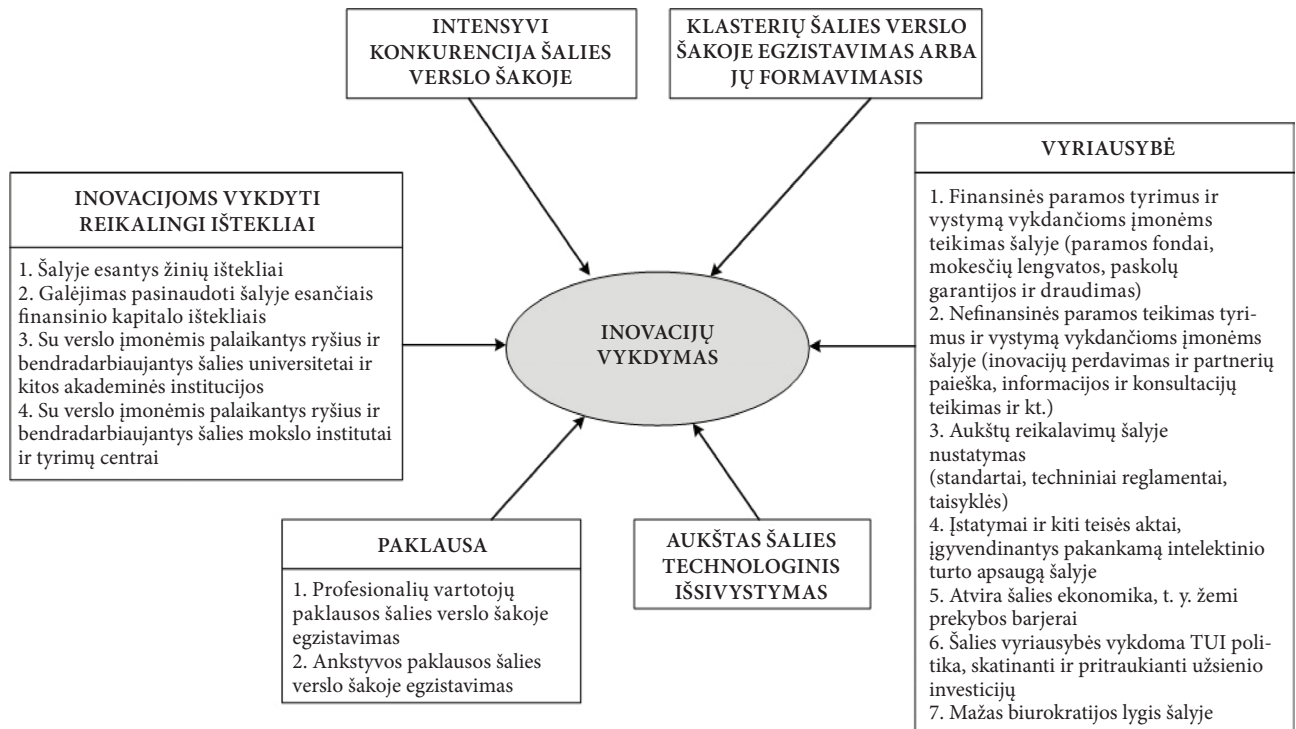 INTENSYVI
KONKURENCIJA ŠALIES
VERSLO ŠAKOJE
KLASTERIŲ ŠALIES VERSLO
ŠAKOJE EGZISTAVIMAS ARBA
JŲ FORMAVIMASIS
INOVACIJOMS VYKDYTI
REIKALINGI IŠTEKLIAI
1. Šalyje esantys žinių ištekliai
2. Galėjimas pasinaudoti šalyje esančiais
finansinio kapitalo ištekliais
3. Su verslo įmonėmis palaikantys ryšius ir
bendradarbiaujantys šalies universitetai ir
kitos akademinės institucijos
4. Su verslo įmonėmis palaikantys ryšius ir
bendradarbiaujantys šalies mokslo institutai
ir tyrimų centrai
INOVACIJŲ
VYKDYMAS
VYRIAUSYBĖ
1. Finansinės paramos tyrimus ir
vystymą vykdančioms įmonėms
teikimas šalyje (paramos fondai,
mokesčių lengvatos, paskolų
garantijos ir draudimas)
2. Nefinansinės paramos teikimas tyri-
mus ir vystymą vykdančioms įmonėms
šalyje (inovacijų perdavimas ir partnerių
paieška, informacijos ir konsultacijų
teikimas ir kt.)
3. Aukštų reikalavimų šalyje
nustatymas
(standartai, techniniai reglamentai,
taisyklės)
4. Įstatymai ir kiti teisės aktai,
įgyvendinantys pakankamą intelektinio
turto apsaugą šalyje
5. Atvira šalies ekonomika, t. y. žemi
prekybos barjerai
6. Šalies vyriausybės vykdoma TUI poli-
tika, skatinanti ir pritraukianti užsienio
investicijų
7. Mažas biurokratijos lygis šalyje
PAKLAUSA
1. Profesionalių vartotojų
paklausos šalies verslo šakoje
egzistavimas
2. Ankstyvos paklausos šalies
verslo šakoje egzistavimas
AUKŠTAS ŠALIES
TECHNOLOGINIS
IŠSIVYSTYMAS